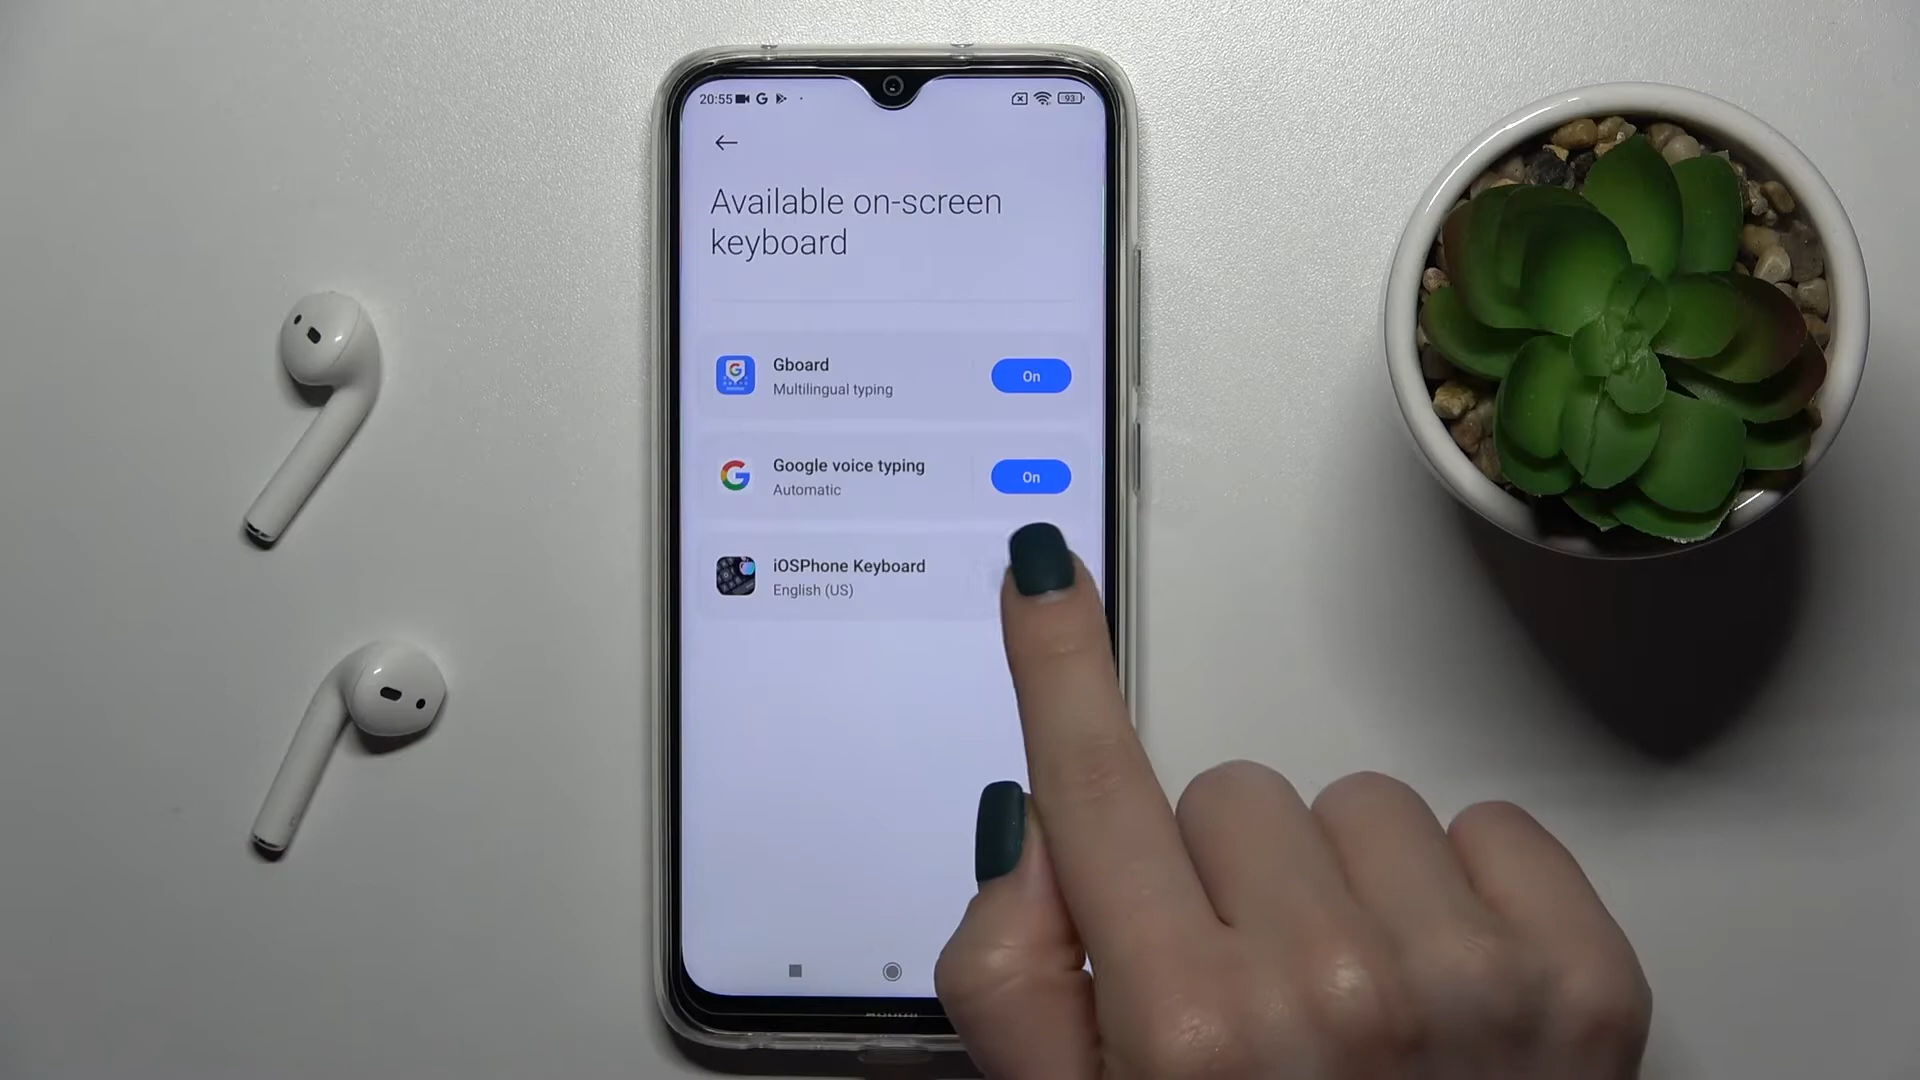 20:55
93
Available on-screen
keyboard
Gboard
Multilingual typing
On
Google voice typing
Automatic
On
iOSPhone Keyboard
English (US)